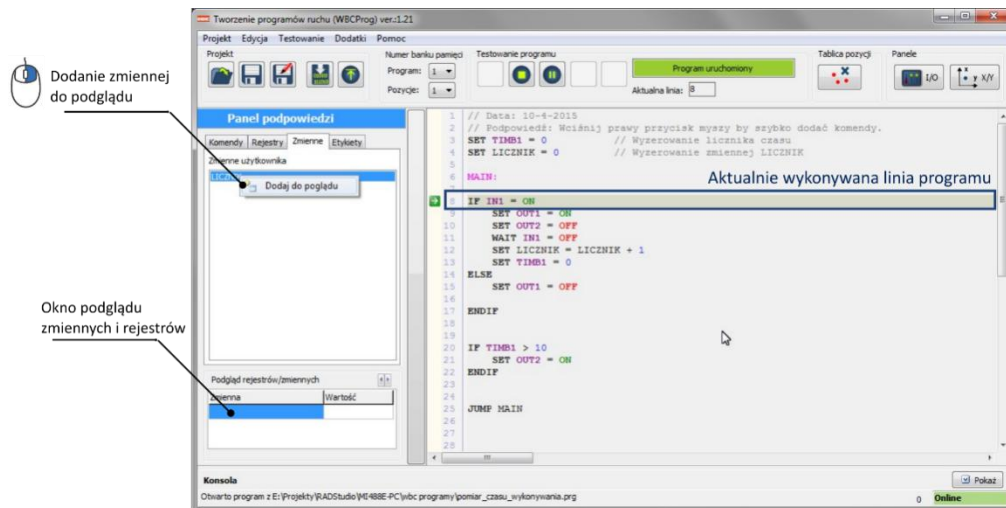 Tworzenie programów ruchu (WBCProg) ver.:1.21
Projekt Edycja Testowanie Dodatki Pomoc
Projekt
Numer banku pamięci
Testowanie programu
Tablica pozycji
Panele
Program: 1
Pozycje: 1
Program uruchomiony
Aktualna linia: 8
I/O
X/Y
Dodanie zmiennej
do podglądu
Panel podpowiedzi
Komendy Rejestry Zmienne Etykiety
Zmienne użytkownika
Dodaj do poglądu
Okno podglądu
zmiennych i rejestrów
Podgląd rejestrów/zmiennych
Zmienna Wartość
1 // Data: 10-4-2015
2 // Podpowiedź: Wciśnij prawy przycisk myszy by szybko dodać komendy.
3 SET TIMB1 = 0 // Wyzerowanie licznika czasu
4 SET LICZNIK = 0 // Wyzerowanie zmiennej LICZNIK
5
6 MAIN:
Aktualnie wykonywana linia programu
8 IF IN1 = ON
9 SET OUT1 = ON
10 SET OUT2 = OFF
11 WAIT IN1 = OFF
12 SET LICZNIK = LICZNIK + 1
13 SET TIMB1 = 0
14 ELSE
15 SET OUT1 = OFF
16
17 ENDIF
18
19
20 IF TIMB1 > 10
21 SET OUT2 = ON
22 ENDIF
23
24
25 JUMP MAIN
26
27
28
Konsola
Pokaż
Otwarto program z E:\Projekty\RADStudio\MI488E-PC\wbc programy\pomiar_czasu_wykonywania.prg
0 Online